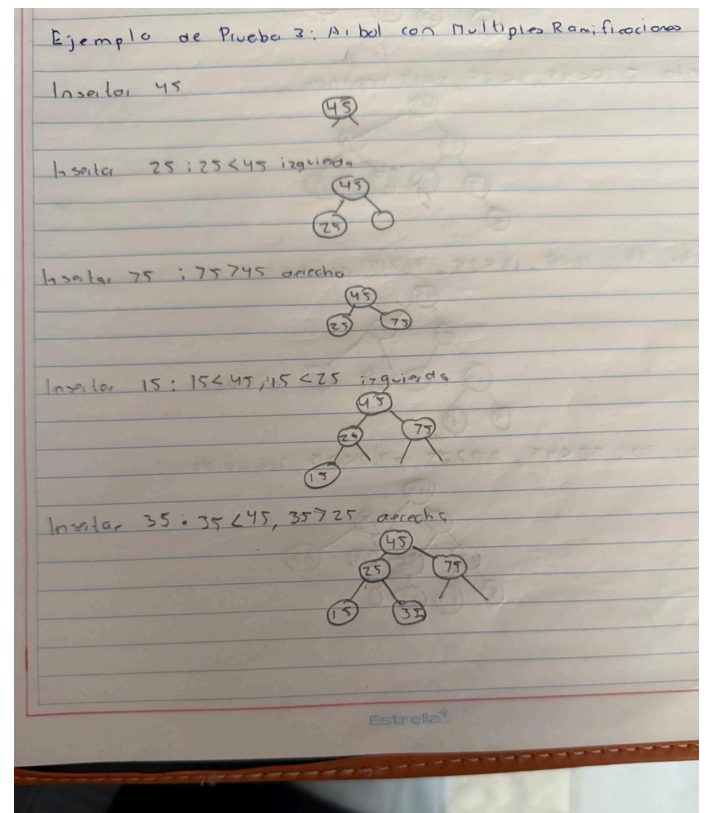 Ejemplo de Prueba 3: Arbol con Multiples Ramificaciones
Insertar 45
45
Insertar 25 : 25 < 45 izquierda
45
25
Insertar 75 : 75 > 45 derecha
45
25 75
Insertar 15 : 15 < 45, 15 < 25 izquierda
45
25 75
15
Insertar 35 : 35 < 45, 35 > 25 derecha
45
25 75
15 35
Estrella